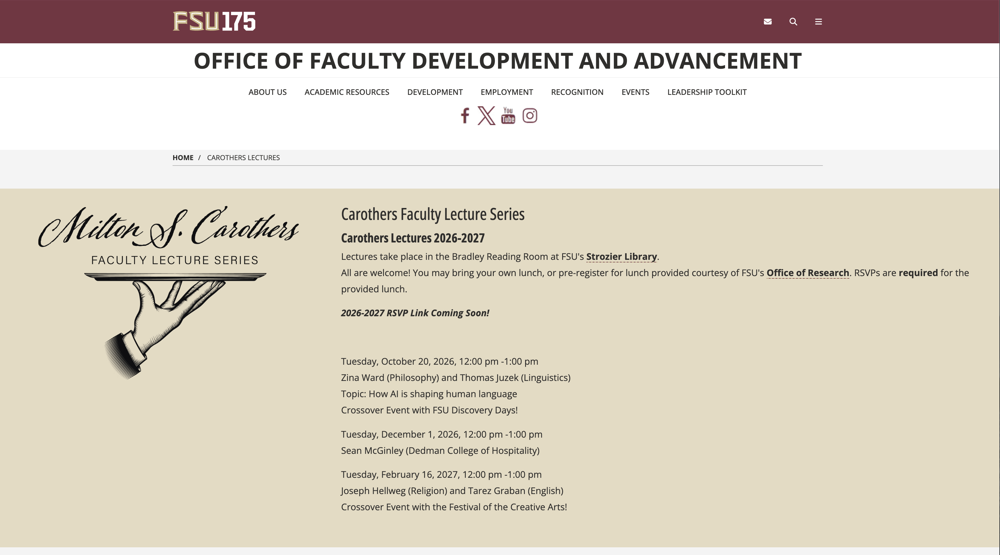 FSU175
OFFICE OF FACULTY DEVELOPMENT AND ADVANCEMENT
ABOUT US ACADEMIC RESOURCES DEVELOPMENT EMPLOYMENT RECOGNITION EVENTS LEADERSHIP TOOLKIT
You Tube
HOME / CAROTHERS LECTURES
Milton S. Carothers
FACULTY LECTURE SERIES
Carothers Faculty Lecture Series
Carothers Lectures 2026-2027
Lectures take place in the Bradley Reading Room at FSU's Strozier Library.
All are welcome! You may bring your own lunch, or pre-register for lunch provided courtesy of FSU's Office of Research. RSVPs are required for the
provided lunch.
2026-2027 RSVP Link Coming Soon!
Tuesday, October 20, 2026, 12:00 pm -1:00 pm
Zina Ward (Philosophy) and Thomas Juzek (Linguistics)
Topic: How AI is shaping human language
Crossover Event with FSU Discovery Days!
Tuesday, December 1, 2026, 12:00 pm -1:00 pm
Sean McGinley (Dedman College of Hospitality)
Tuesday, February 16, 2027, 12:00 pm -1:00 pm
Joseph Hellweg (Religion) and Tarez Graban (English)
Crossover Event with the Festival of the Creative Arts!